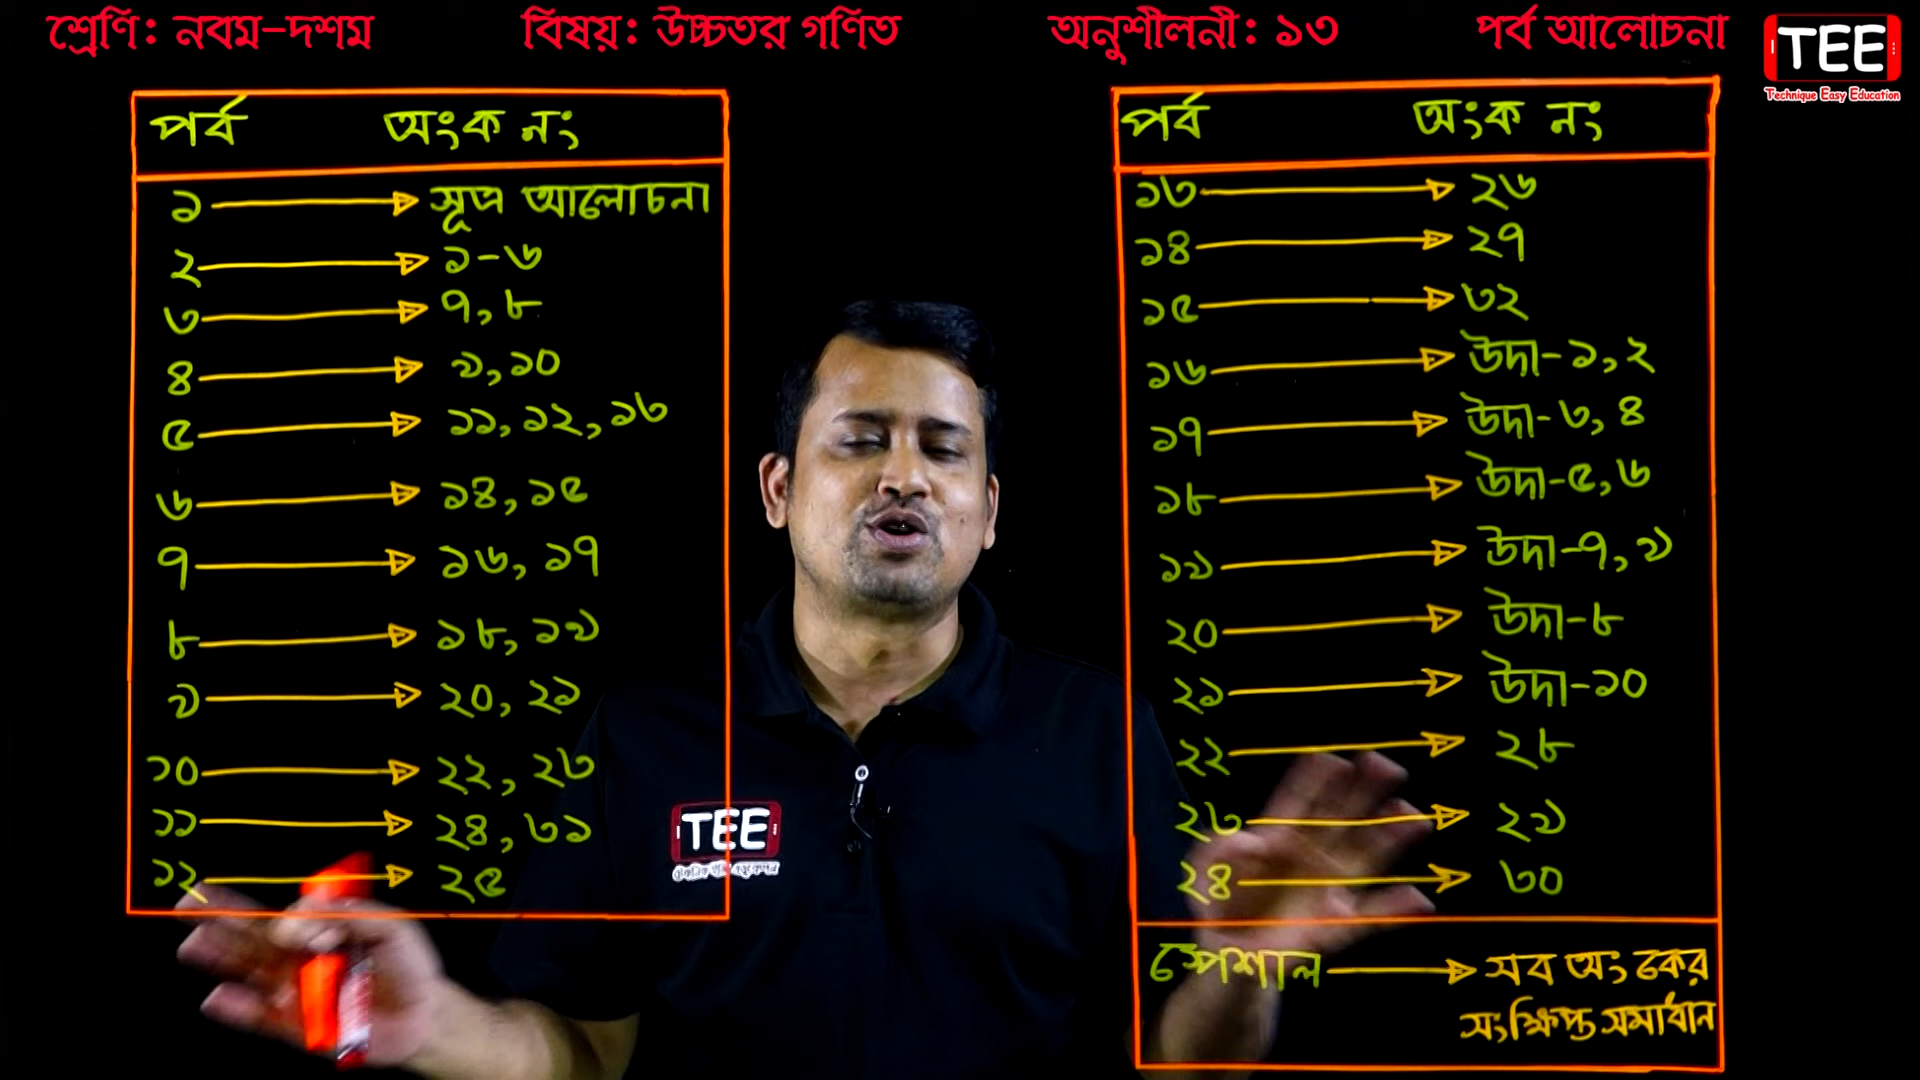 শ্রেণি: নবম-দশম বিষয়: উচ্চতর গণিত অনুশীলনী: ১৩ পর্ব আলোচনা
TEE
Technique Easy Education
পর্ব অংক নং
১ → সূত্র আলোচনা
২ → ১-৬
৩ → ৭, ৮
৪ → ৯, ১০
৫ → ১১, ১২, ১৩
৬ → ১৪, ১৫
৭ → ১৬, ১৭
৮ → ১৮, ১৯
৯ → ২০, ২১
১০ → ২২, ২৩
১১ → ২৪, ৩১
১২ → ২৫
পর্ব অংক নং
১৩ → ২৬
১৪ → ২৭
১৫ → ৩২
১৬ → উদা-১, ২
১৭ → উদা-৩, ৪
১৮ → উদা-৫, ৬
১৯ → উদা-৭, ৯
২০ → উদা-৮
২১ → উদা-১০
২২ → ২৮
২৩ → ২৯
২৪ → ৩০
স্পেশাল → সব অংকের
সংক্ষিপ্ত সমাধান
TEE